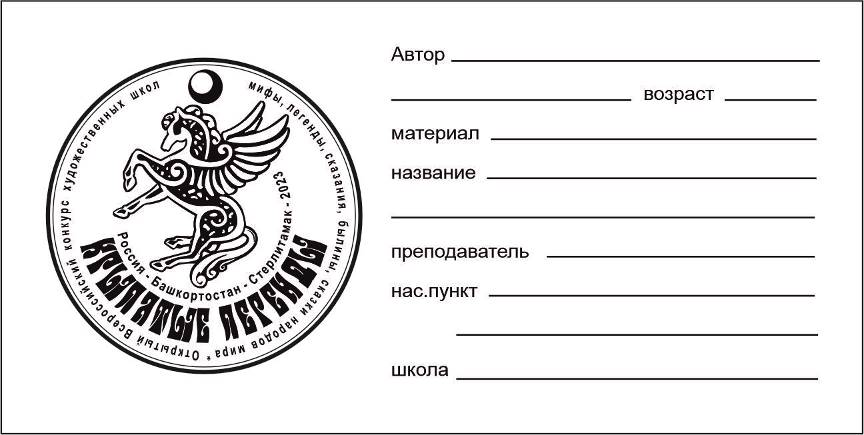 Открытый Всероссийский конкурс художественных школ
мифы, легенды, сказания, былины, сказки народов мира *
Россия - Башкортостан - Стерлитамак - 2023
КРЫЛАТЫЕ ЛЕГЕНДЫ
Автор
возраст
материал
название
преподаватель
нас.пункт
школа